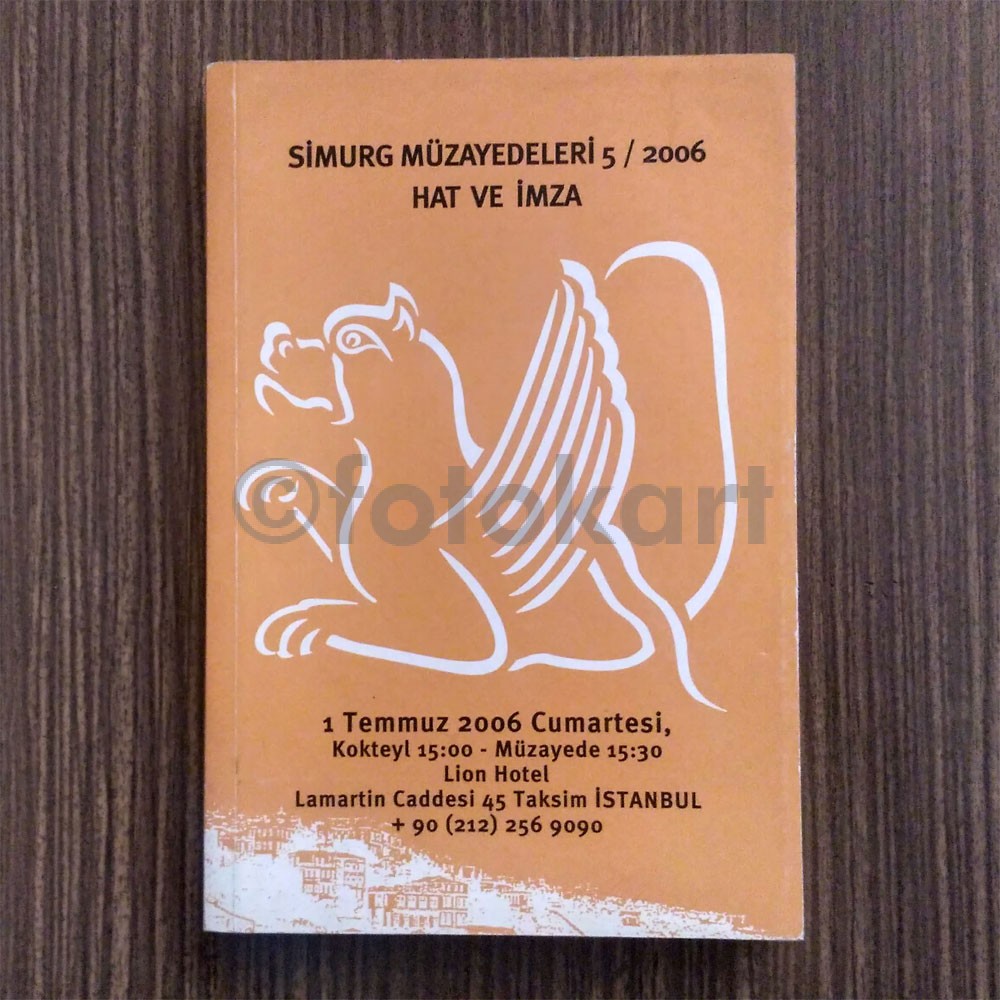 SİMURG MÜZAYEDELERİ 5 / 2006
HAT VE İMZA
©fotokart
1 Temmuz 2006 Cumartesi,
Kokteyl 15:00 - Müzayede 15:30
Lion Hotel
Lamartin Caddesi 45 Taksim İSTANBUL
+ 90 (212) 256 9090